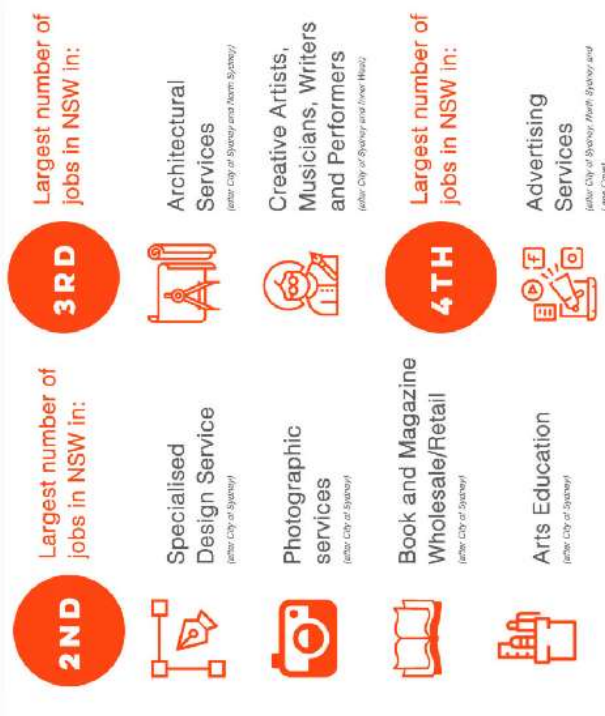 2ND
Largest number of
jobs in NSW in:
Specialised
Design Service
(after City of Sydney)
Photographic
services
(after City of Sydney)
Book and Magazine
Wholesale/Retail
(after City of Sydney)
Arts Education
(after City of Sydney)
3RD
Largest number of
jobs in NSW in:
Architectural
Services
(after City of Sydney and North Sydney)
Creative Artists,
Musicians, Writers
and Performers
(after City of Sydney and Inner West)
4TH
Largest number of
jobs in NSW in:
Advertising
Services
(after City of Sydney, North Sydney and
Lane Cove)